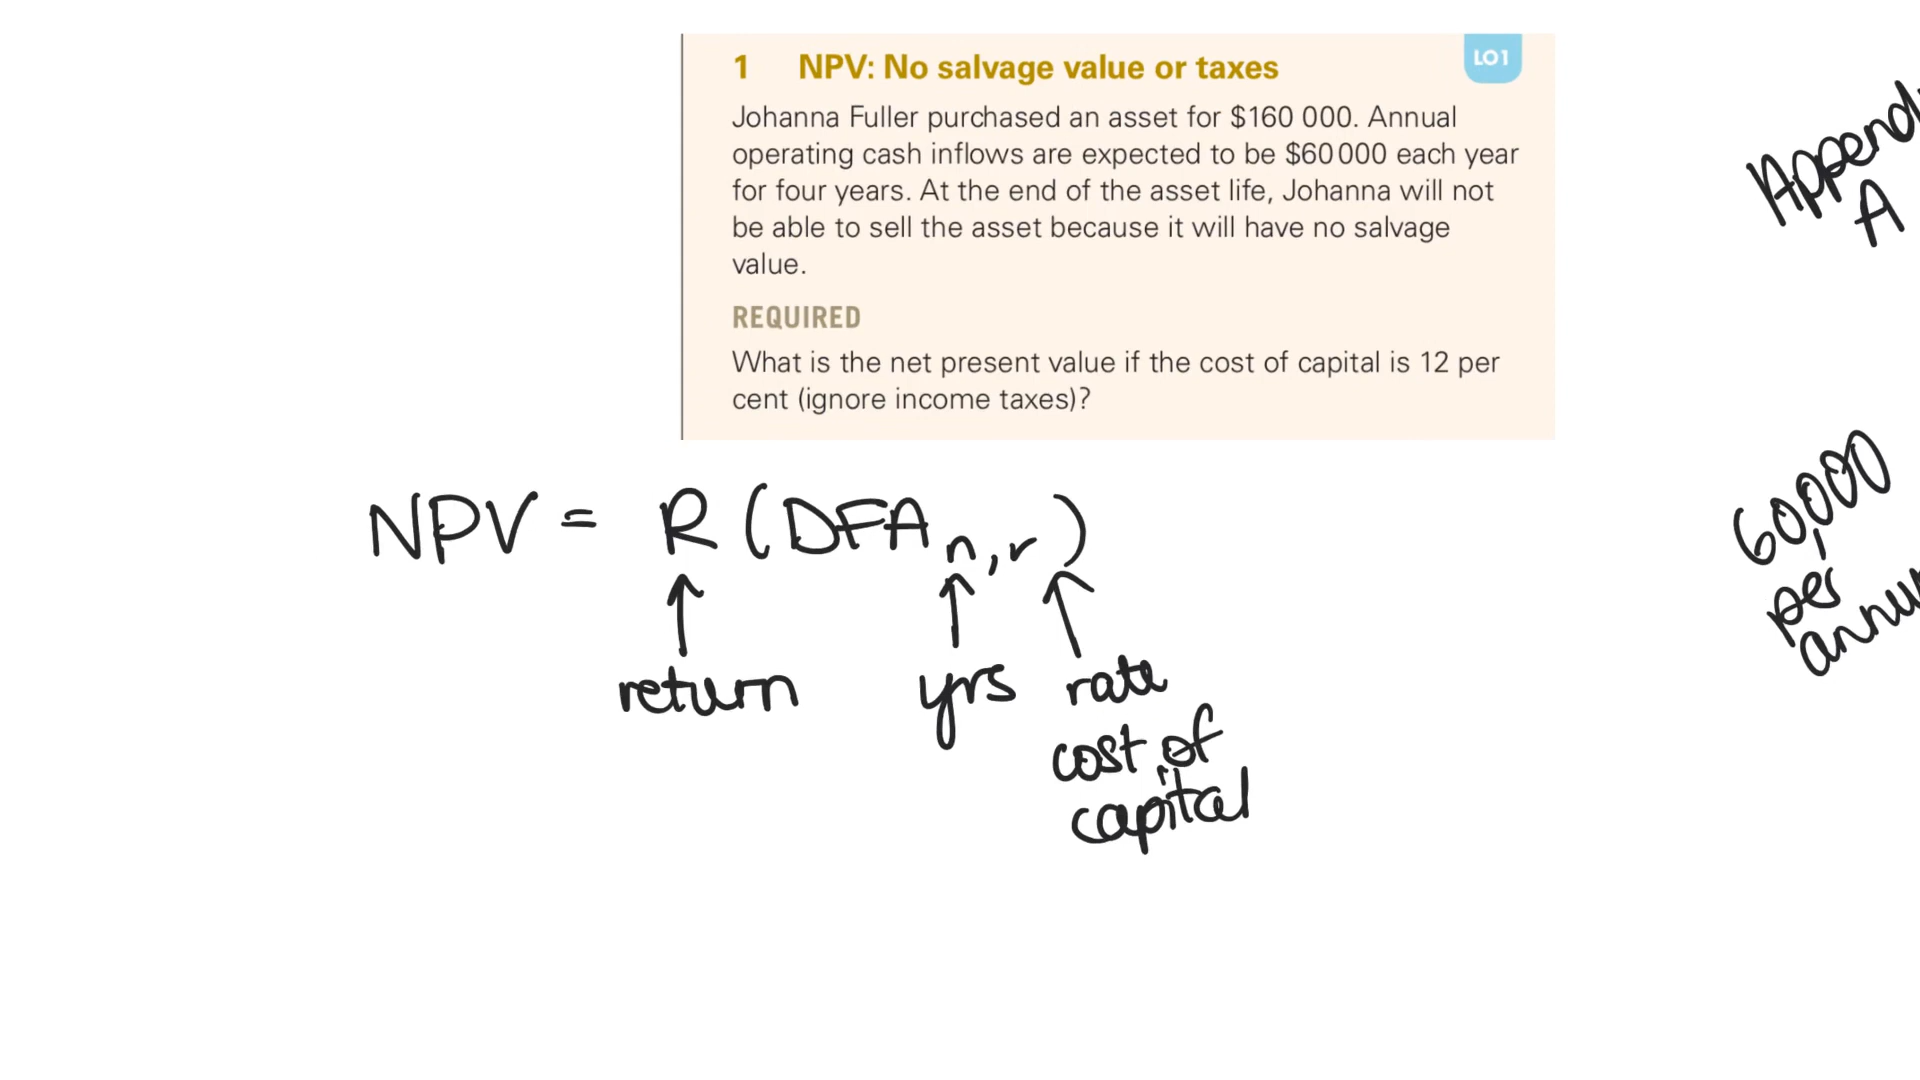 1 NPV: No salvage value or taxes
LO1
Johanna Fuller purchased an asset for $160 000. Annual
operating cash inflows are expected to be $60 000 each year
for four years. At the end of the asset life, Johanna will not
be able to sell the asset because it will have no salvage
value.
REQUIRED
What is the net present value if the cost of capital is 12 per
cent (ignore income taxes)?
NPV = R (DFA n, r)
return
yrs
rate
cost of
capital
A
60,000
per